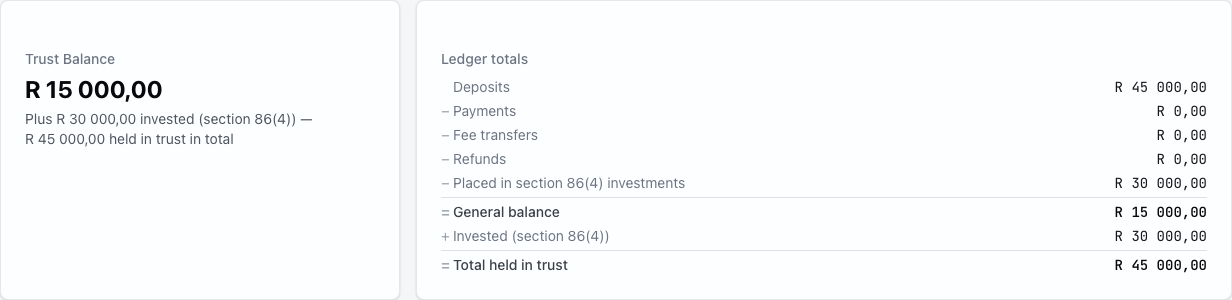 Trust Balance
R 15 000,00
Plus R 30 000,00 invested (section 86(4)) —
R 45 000,00 held in trust in total
Ledger totals
Deposits R 45 000,00
– Payments R 0,00
– Fee transfers R 0,00
– Refunds R 0,00
– Placed in section 86(4) investments R 30 000,00
= General balance R 15 000,00
+ Invested (section 86(4)) R 30 000,00
= Total held in trust R 45 000,00